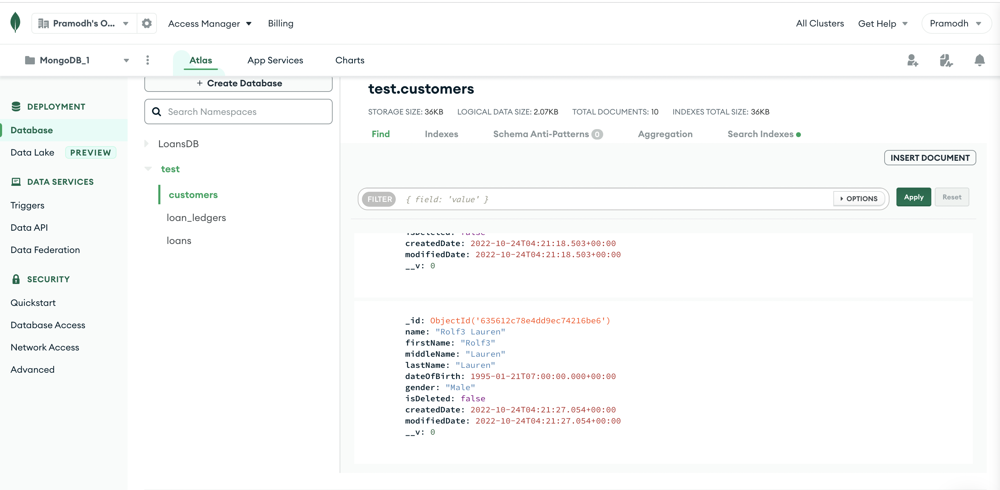 Pramodh's O...
Access Manager
Billing
All Clusters
Get Help
Pramodh
MongoDB_1
Atlas
App Services
Charts
DEPLOYMENT
Database
Data Lake PREVIEW
DATA SERVICES
Triggers
Data API
Data Federation
SECURITY
Quickstart
Database Access
Network Access
Advanced
+ Create Database
Search Namespaces
LoansDB
test
customers
loan_ledgers
loans
test.customers
STORAGE SIZE: 36KB LOGICAL DATA SIZE: 2.07KB TOTAL DOCUMENTS: 10 INDEXES TOTAL SIZE: 36KB
Find Indexes Schema Anti-Patterns 0 Aggregation Search Indexes
INSERT DOCUMENT
FILTER { field: 'value' } OPTIONS Apply Reset
isDeleted: false
createdDate: 2022-10-24T04:21:18.503+00:00
modifiedDate: 2022-10-24T04:21:18.503+00:00
__v: 0
_id: ObjectId('635612c78e4dd9ec74216be6')
name: "Rolf3 Lauren"
firstName: "Rolf3"
middleName: "Lauren"
lastName: "Lauren"
dateOfBirth: 1995-01-21T07:00:00.000+00:00
gender: "Male"
isDeleted: false
createdDate: 2022-10-24T04:21:27.054+00:00
modifiedDate: 2022-10-24T04:21:27.054+00:00
__v: 0